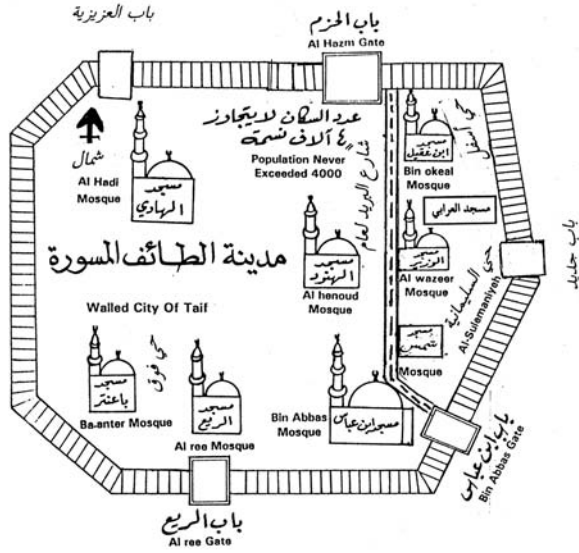 باب العزيزية
باب الحزم
Al Hazm Gate
عدد السكان لا يتجاوز
٤ آلاف نسمة
Population Never
Exceeded 4000
شمال
Al Hadi
Mosque
مسجد
الهادي
شارع البريد لعام
مسجد
ابن عقيل
Bin okeal
Mosque
حي أسفل
مسجد العرابي
باب جديد
مدينة الطائف المسورة
مسجد
الهنود
Al henoud
Mosque
مسجد
الوزير
Al wazeer
Mosque
حي السليمانية
Al-Sulemaniyeh
Walled City Of Taif
حي فوق
مسجد
باعنتر
Ba.anter Mosque
مسجد
الريع
Al ree Mosque
Bin Abbas
Mosque
مسجد ابن عباس
مسجد
شمس
Mosque
باب ابن عباس
Bin Abbas Gate
باب الريع
Al ree Gate